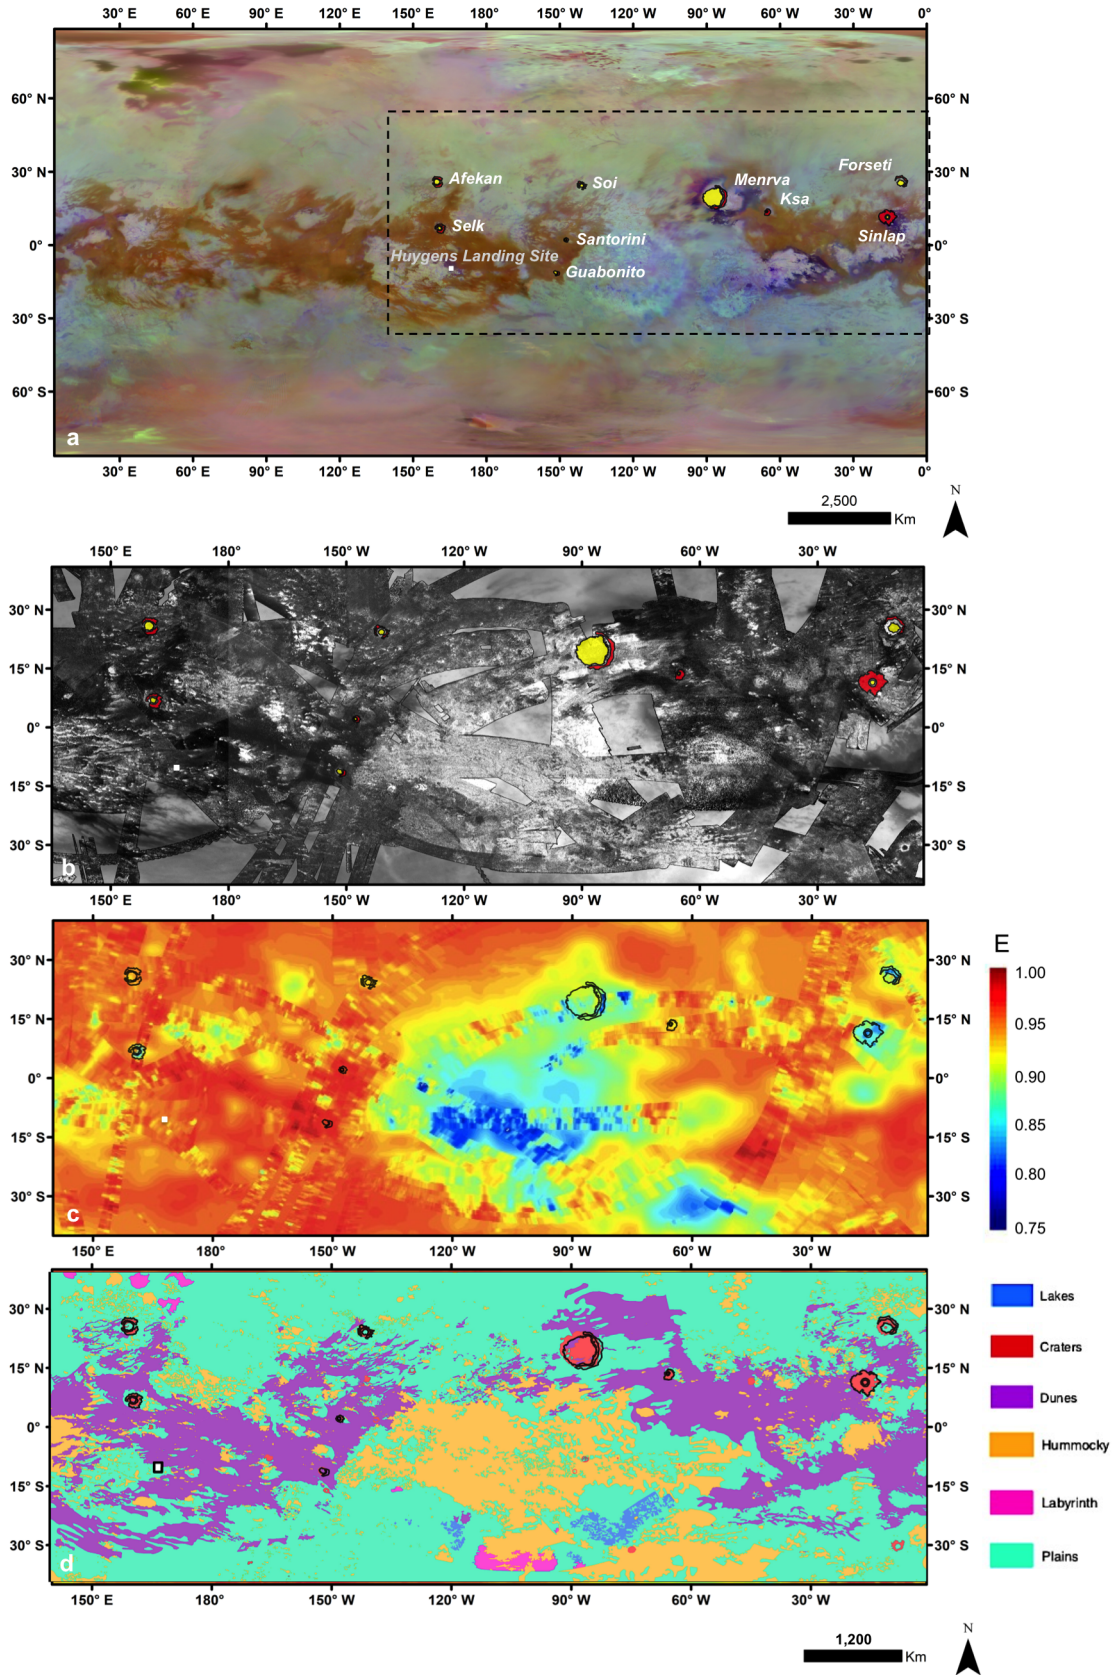 30° E 60° E 90° E 120° E 150° E 180° 150° W 120° W 90° W 60° W 30° W 0°
60° N 60° N
30° N Afekan Soi Menrva Forseti 30° N
Ksa
Selk Sinlap
0° Santorini 0°
Huygens Landing Site
Guabonito
30° S 30° S
60° S 60° S
a
30° E 60° E 90° E 120° E 150° E 180° 150° W 120° W 90° W 60° W 30° W 0°
2,500 Km
N
150° E 180° 150° W 120° W 90° W 60° W 30° W
30° N 30° N
15° N 15° N
0° 0°
15° S 15° S
30° S 30° S
b
150° E 180° 150° W 120° W 90° W 60° W 30° W
E
30° N 30° N 1.00
15° N 15° N 0.95
0° 0° 0.90
15° S 15° S 0.85
30° S 30° S 0.80
c 0.75
150° E 180° 150° W 120° W 90° W 60° W 30° W
30° N 30° N Lakes
15° N 15° N Craters
0° 0° Dunes
15° S 15° S Hummocky
30° S 30° S Labyrinth
d Plains
150° E 180° 150° W 120° W 90° W 60° W 30° W
1,200 Km
N